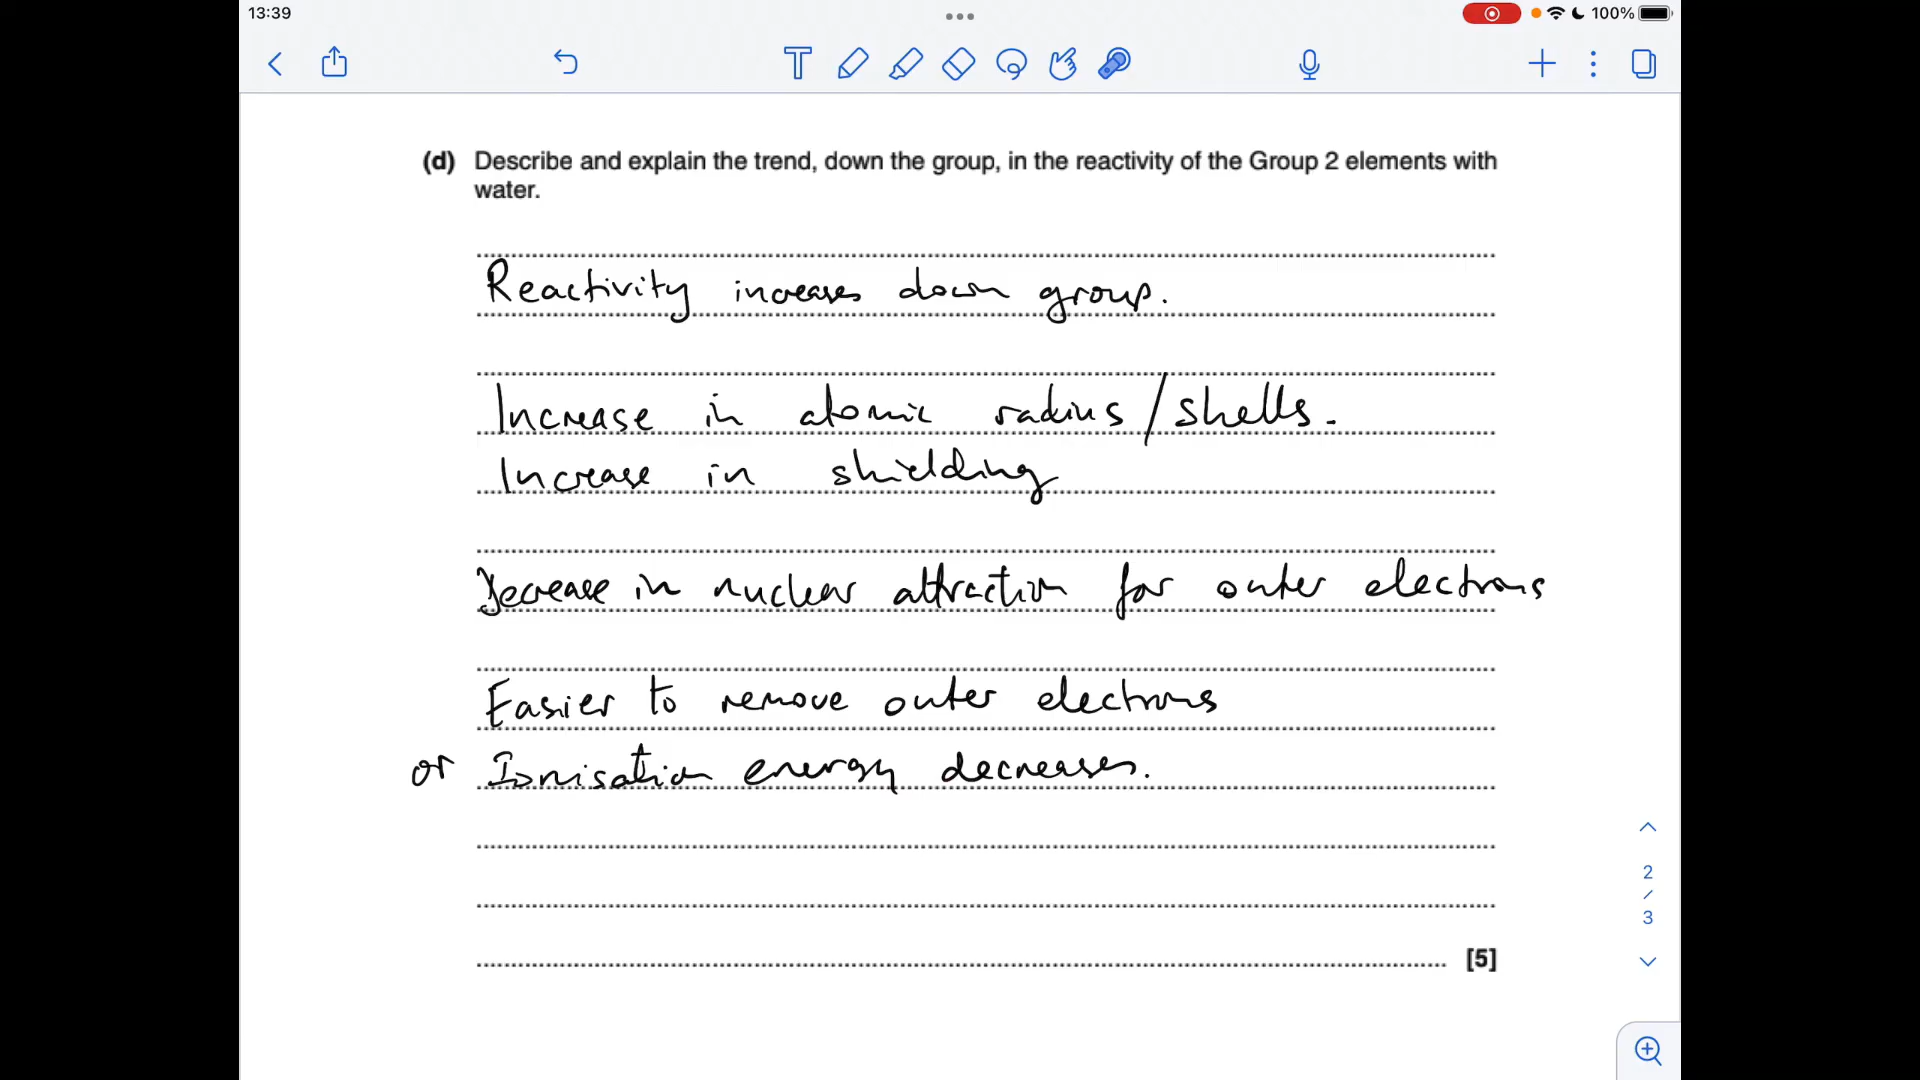 13:39
100%
(d) Describe and explain the trend, down the group, in the reactivity of the Group 2 elements with
water.
Reactivity increases down group.
Increase in atomic radius/shells.
Increase in shielding
Decrease in nuclear attraction for outer electrons
Easier to remove outer electrons
or Ionisation energy decreases.
2
/
3
[5]